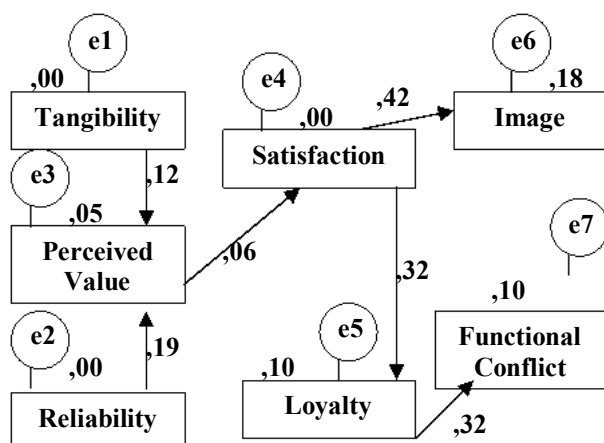 e1
,00
Tangibility
e3
,12
,05
Perceived
Value
e2
,00
,19
Reliability
e4
,00
Satisfaction
,42
,06
,32
e6
,18
Image
e5
,10
Loyalty
,32
e7
,10
Functional
Conflict